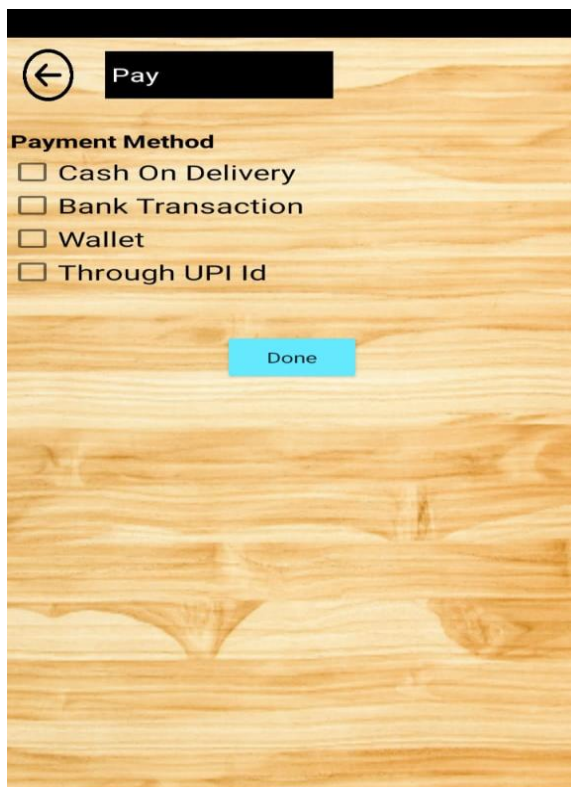 Pay
Payment Method
Cash On Delivery
Bank Transaction
Wallet
Through UPI Id
Done